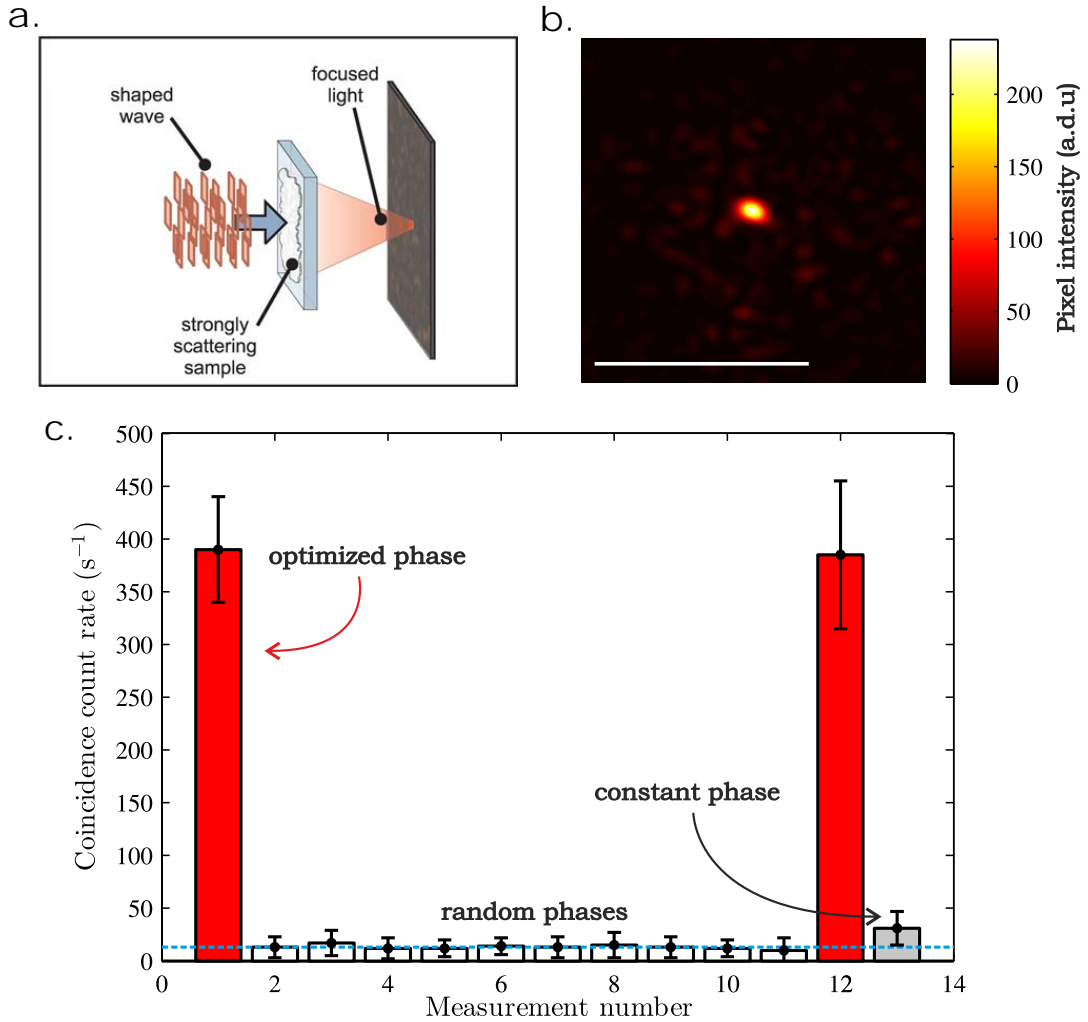 a.
shaped
wave
focused
light
strongly
scattering
sample
b.
200
150
100
50
0
Pixel intensity (a.d.u)
c.
500
450
400
350
300
250
200
150
100
50
0
Coincidence count rate (s⁻¹)
optimized phase
constant phase
random phases
0 2 4 6 8 10 12 14
Measurement number